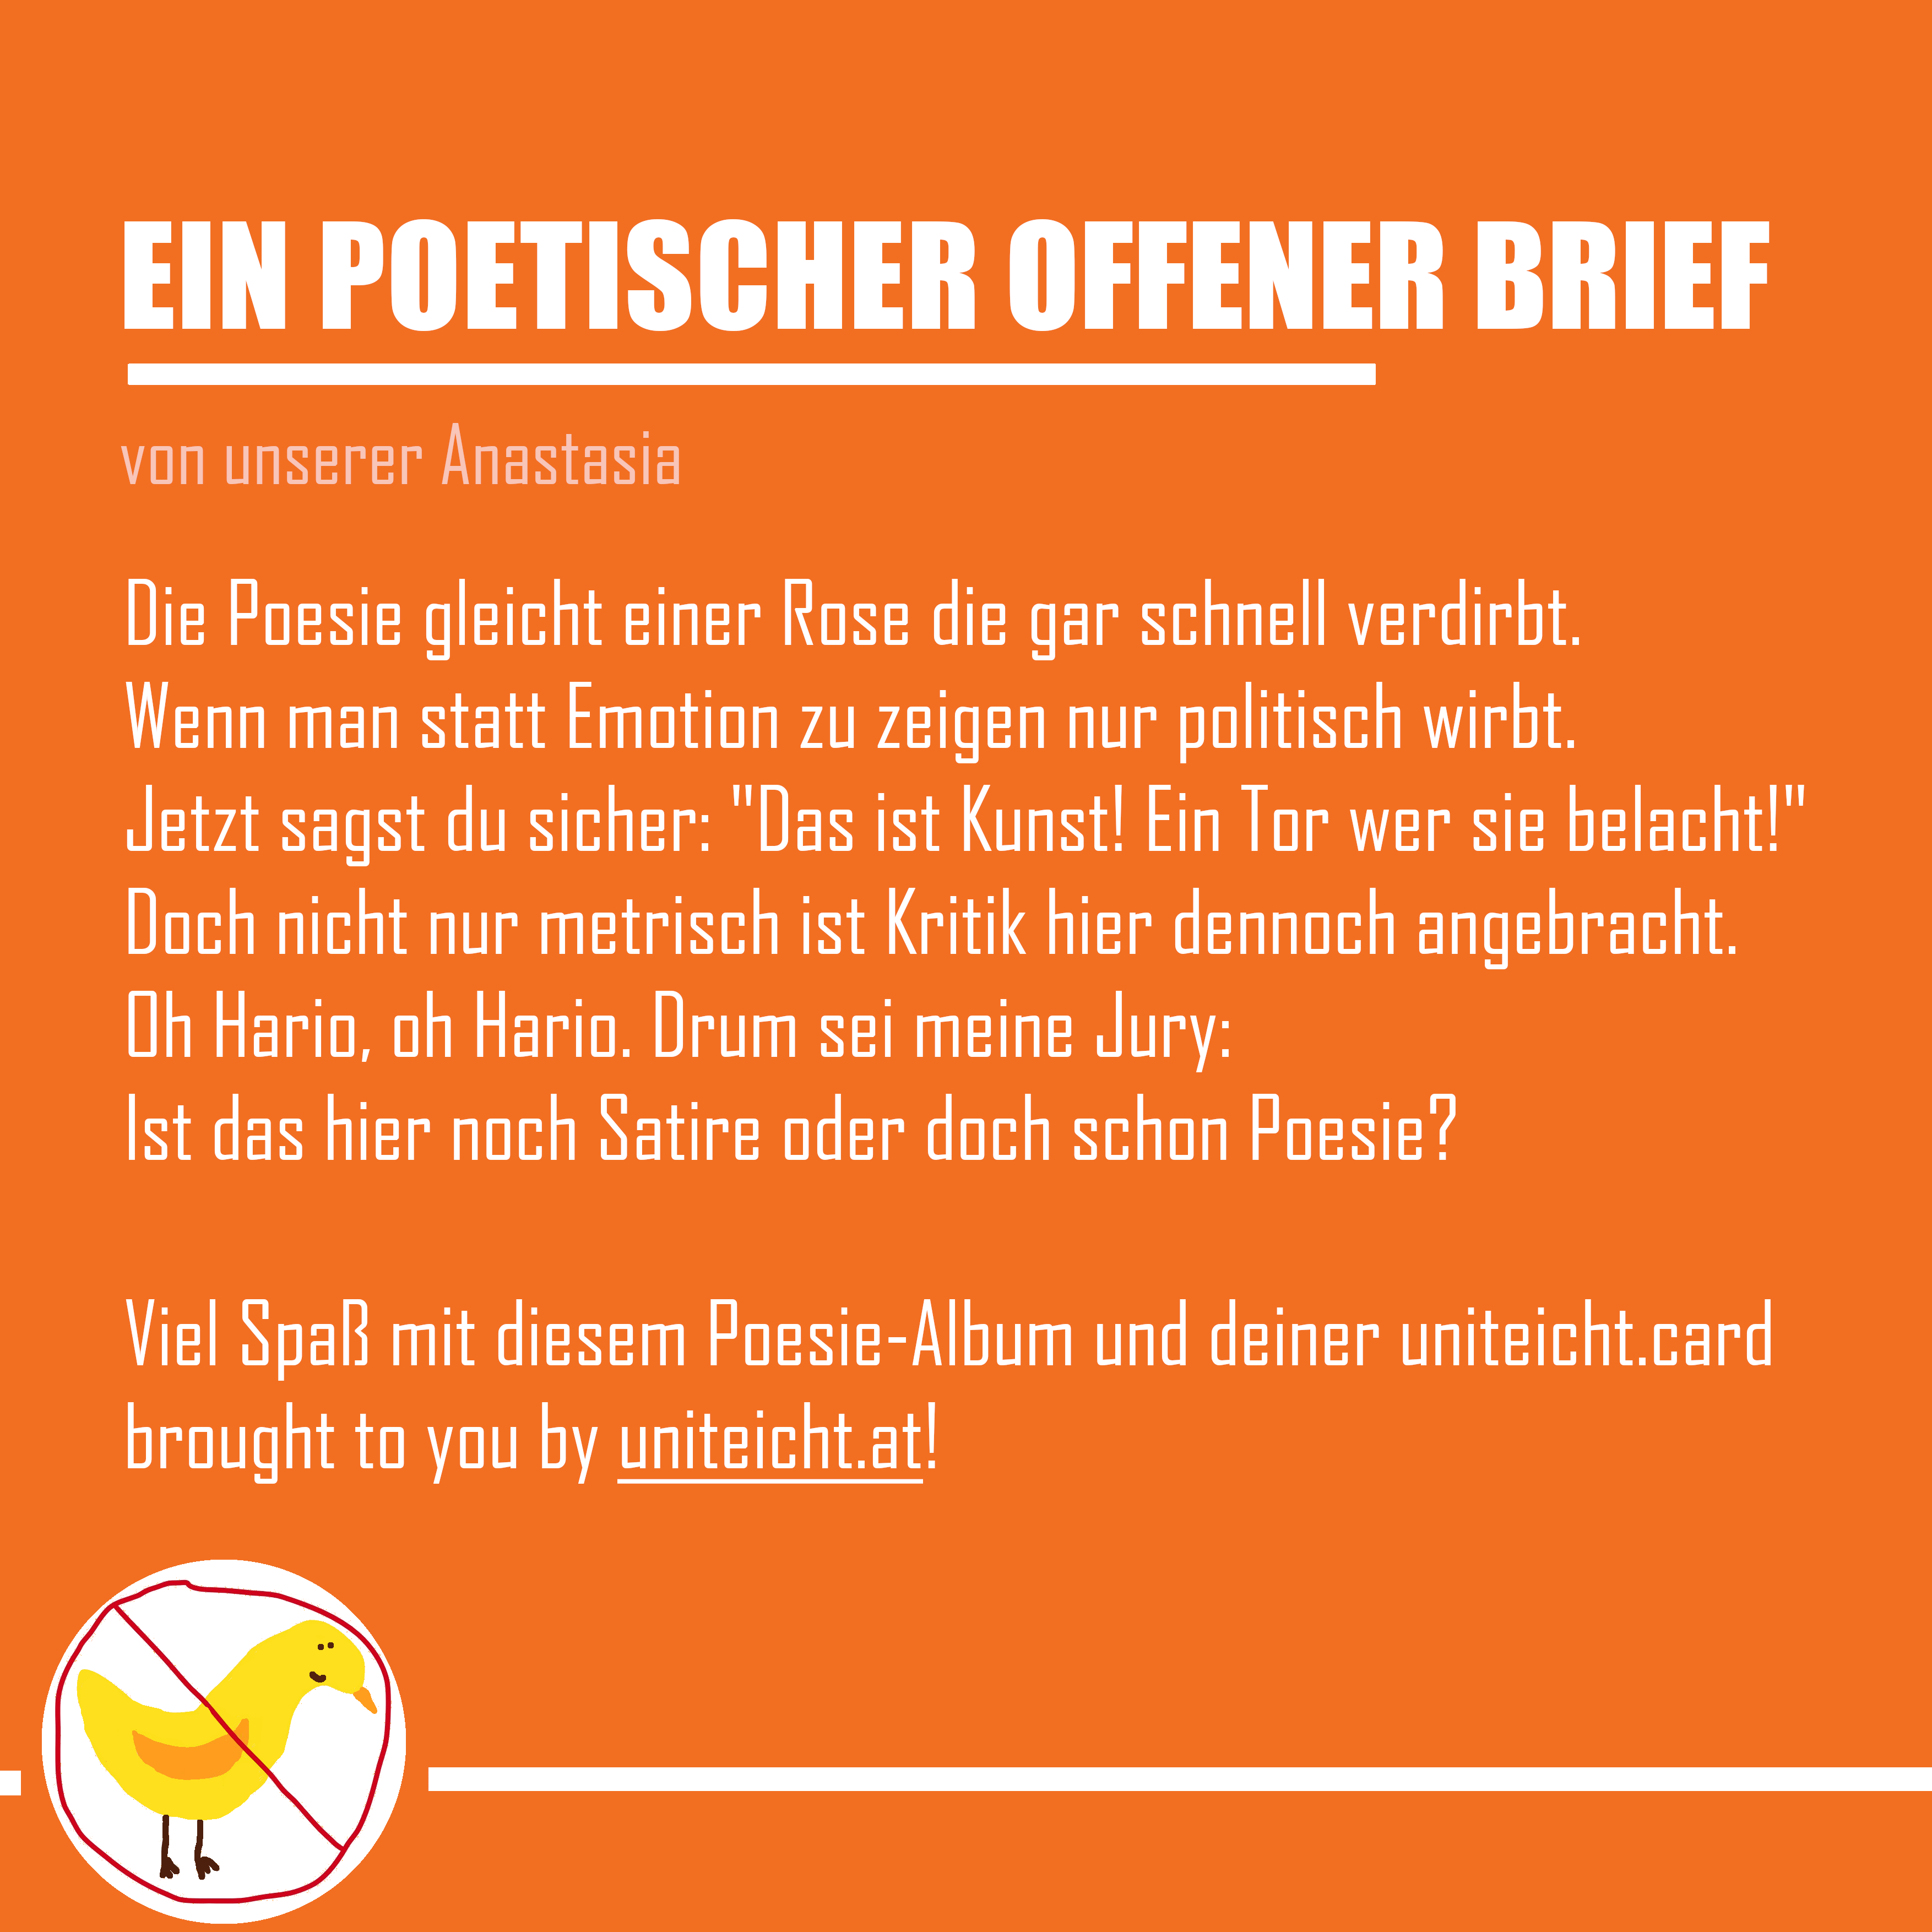 EIN POETISCHER OFFENER BRIEF
von unserer Anastasia
Die Poesie gleicht einer Rose die gar schnell verdirbt.
Wenn man statt Emotion zu zeigen nur politisch wirbt.
Jetzt sagst du sicher: "Das ist Kunst! Ein Tor wer sie belacht!"
Doch nicht nur metrisch ist Kritik hier dennoch angebracht.
Oh Hario, oh Hario. Drum sei meine Jury:
Ist das hier noch Satire oder doch schon Poesie?
Viel Spaß mit diesem Poesie-Album und deiner uniteicht.card
brought to you by uniteicht.at!